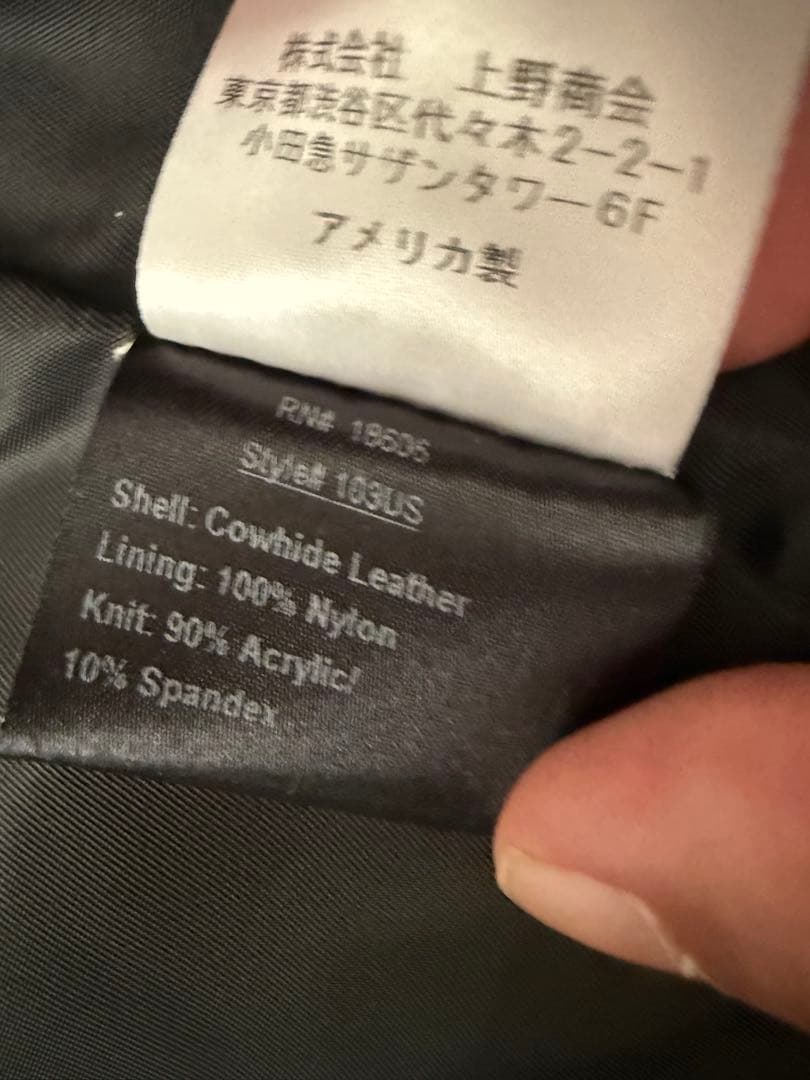 株式会社　上野商会
東京都渋谷区代々木2-2-1
小田急サザンタワー6F
アメリカ製
RN# 18606
Style# 103US
Shell: Cowhide Leather
Lining: 100% Nylon
Knit: 90% Acrylic/
10% Spandex